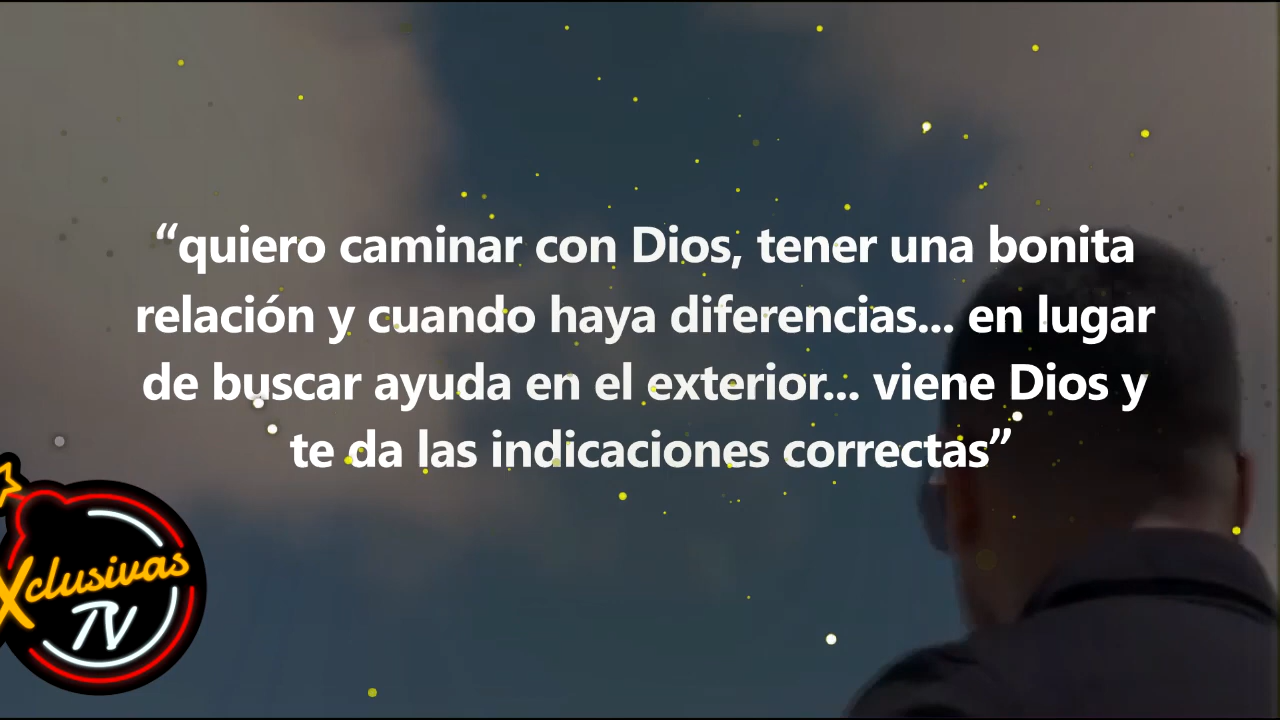 “quiero caminar con Dios, tener una bonita
relación y cuando haya diferencias... en lugar
de buscar ayuda en el exterior... viene Dios y
te da las indicaciones correctas”
Xclusivas
TV